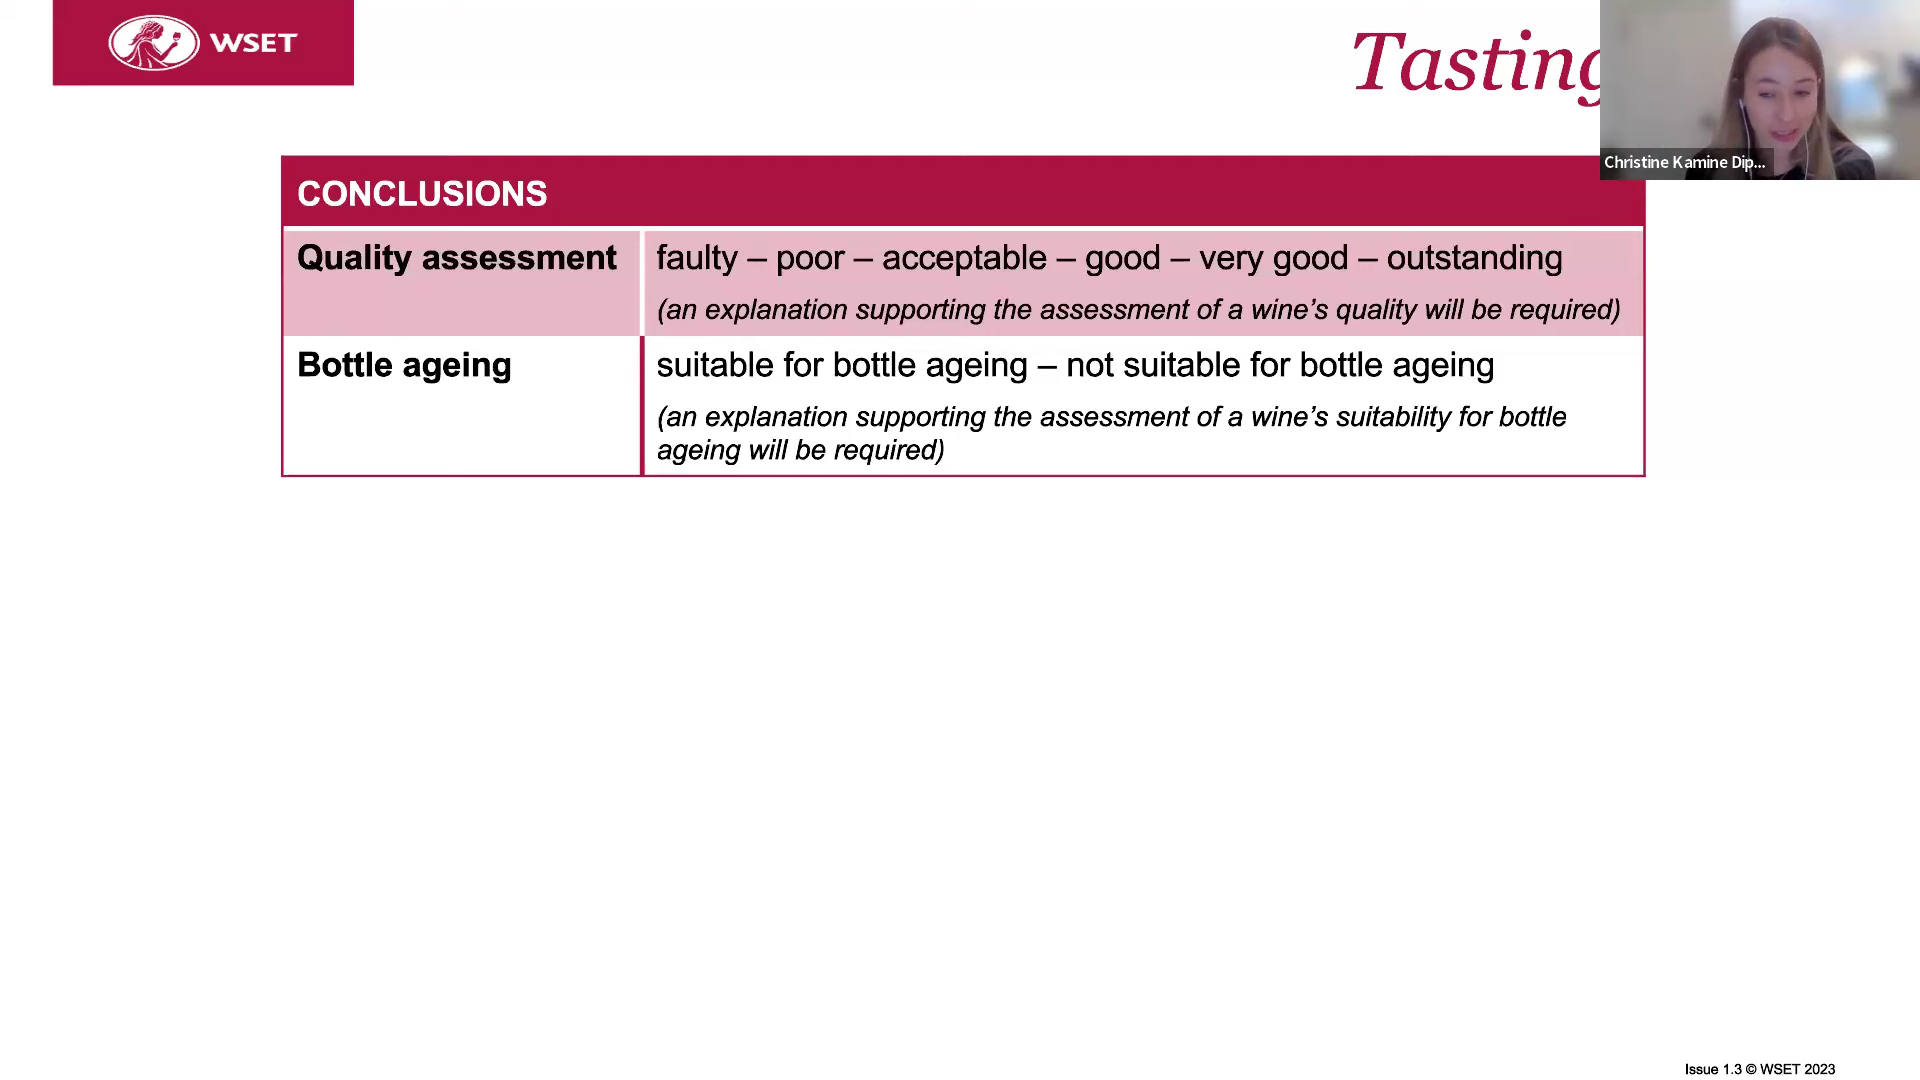 WSET
Tasting
Christine Kamine Dip...
CONCLUSIONS
Quality assessment
faulty – poor – acceptable – good – very good – outstanding
(an explanation supporting the assessment of a wine’s quality will be required)
Bottle ageing
suitable for bottle ageing – not suitable for bottle ageing
(an explanation supporting the assessment of a wine’s suitability for bottle
ageing will be required)
Issue 1.3 © WSET 2023